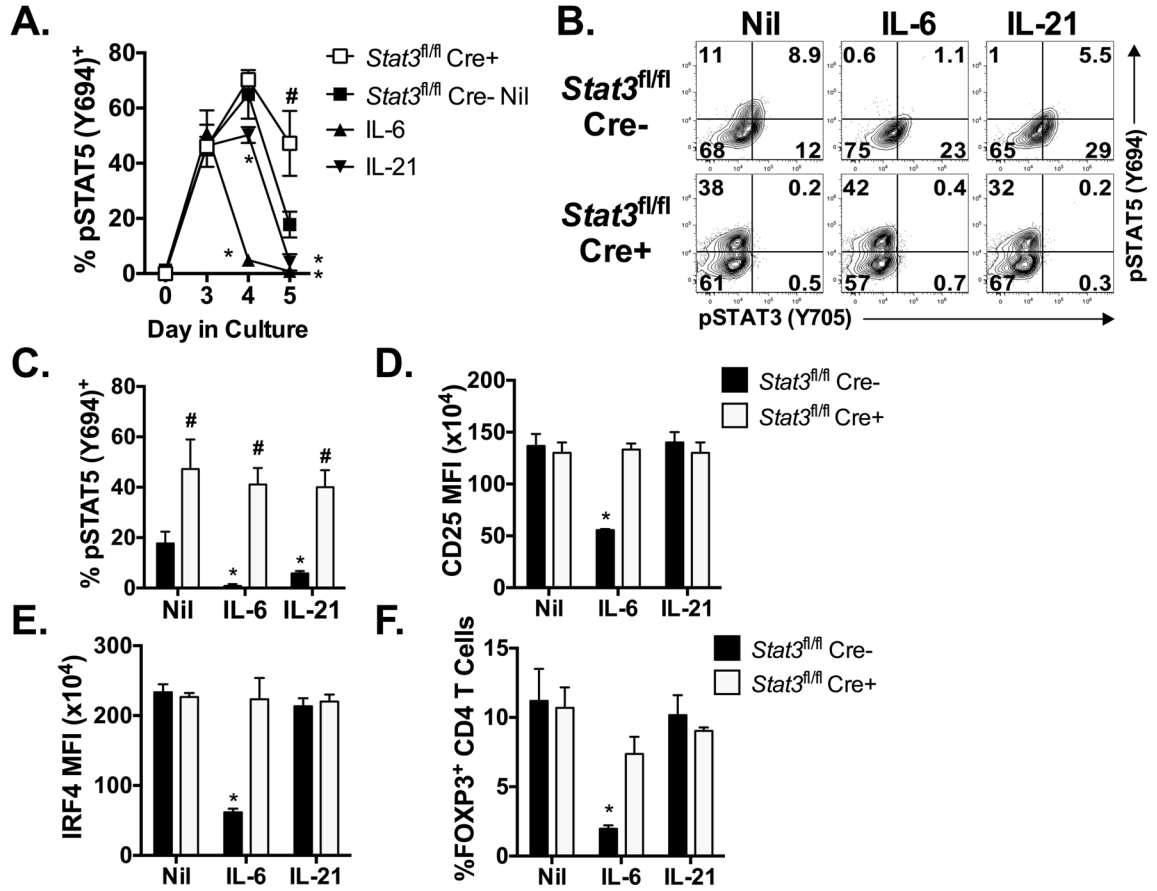 A.
% pSTAT5 (Y694)+
80
60
40
20
0
0 3 4 5
Day in Culture
#
*
*
*
*
Stat3fl/fl Cre+
Stat3fl/fl Cre- Nil
IL-6
IL-21
B.
Nil IL-6 IL-21
Stat3fl/fl
Cre-
11 8.9 0.6 1.1 1 5.5
68 12 75 23 65 29
Stat3fl/fl
Cre+
38 0.2 42 0.4 32 0.2
61 0.5 57 0.7 67 0.3
pSTAT3 (Y705)
pSTAT5 (Y694)
C.
% pSTAT5 (Y694)+
80
60
40
20
0
# # #
* *
Nil IL-6 IL-21
D.
CD25 MFI (x104)
200
150
100
50
0
*
Nil IL-6 IL-21
Stat3fl/fl Cre-
Stat3fl/fl Cre+
E.
IRF4 MFI (x104)
300
200
100
0
*
Nil IL-6 IL-21
F.
%FOXP3+ CD4 T Cells
15
10
5
0
*
Nil IL-6 IL-21
Stat3fl/fl Cre-
Stat3fl/fl Cre+